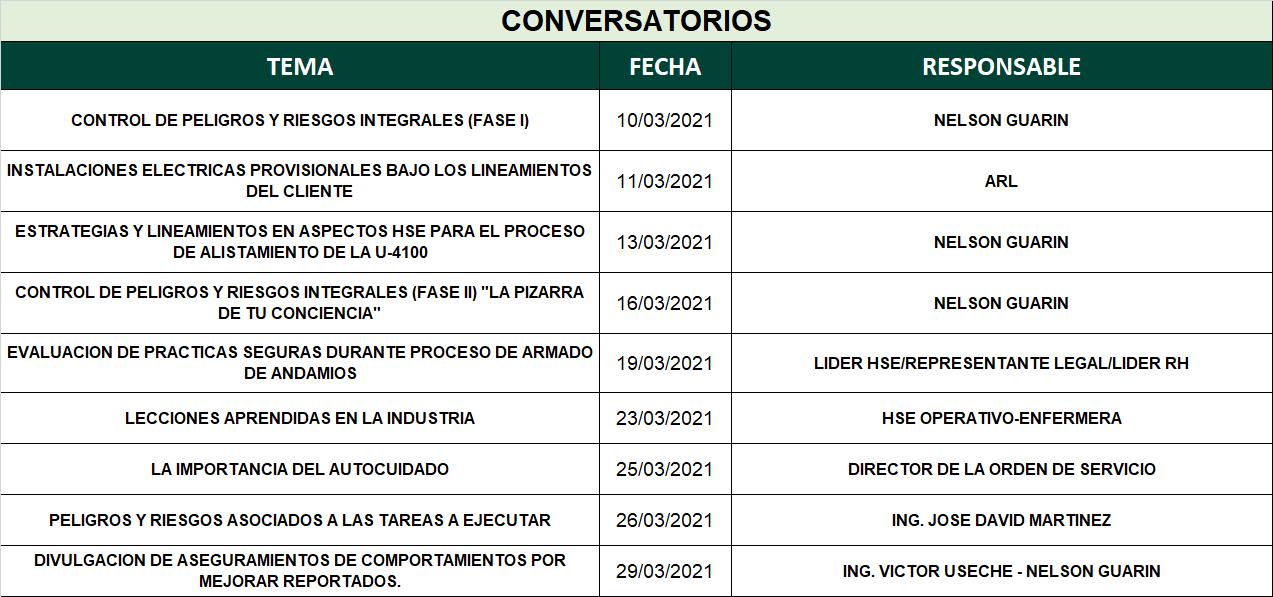 CONVERSATORIOS
TEMA FECHA RESPONSABLE
CONTROL DE PELIGROS Y RIESGOS INTEGRALES (FASE I) 10/03/2021 NELSON GUARIN
INSTALACIONES ELECTRICAS PROVISIONALES BAJO LOS LINEAMIENTOS
DEL CLIENTE 11/03/2021 ARL
ESTRATEGIAS Y LINEAMIENTOS EN ASPECTOS HSE PARA EL PROCESO
DE ALISTAMIENTO DE LA U-4100 13/03/2021 NELSON GUARIN
CONTROL DE PELIGROS Y RIESGOS INTEGRALES (FASE II) "LA PIZARRA
DE TU CONCIENCIA" 16/03/2021 NELSON GUARIN
EVALUACION DE PRACTICAS SEGURAS DURANTE PROCESO DE ARMADO
DE ANDAMIOS 19/03/2021 LIDER HSE/REPRESENTANTE LEGAL/LIDER RH
LECCIONES APRENDIDAS EN LA INDUSTRIA 23/03/2021 HSE OPERATIVO-ENFERMERA
LA IMPORTANCIA DEL AUTOCUIDADO 25/03/2021 DIRECTOR DE LA ORDEN DE SERVICIO
PELIGROS Y RIESGOS ASOCIADOS A LAS TAREAS A EJECUTAR 26/03/2021 ING. JOSE DAVID MARTINEZ
DIVULGACION DE ASEGURAMIENTOS DE COMPORTAMIENTOS POR
MEJORAR REPORTADOS. 29/03/2021 ING. VICTOR USECHE - NELSON GUARIN